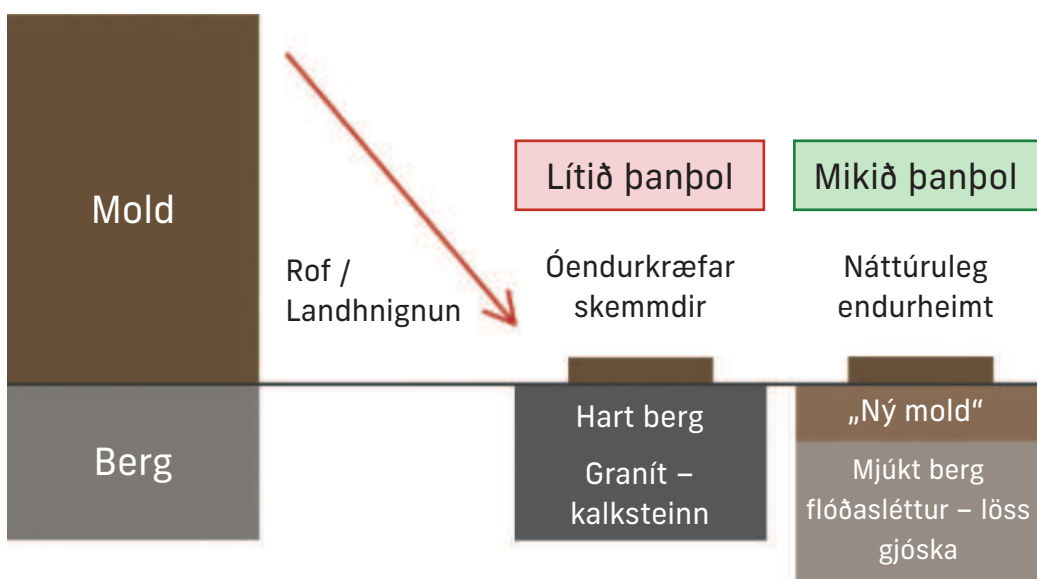 Mold
Berg
Rof /
Landhnignun
Lítið þanþol
Óendurkræfar
skemmdir
Hart berg
Granít –
kalksteinn
Mikið þanþol
Náttúruleg
endurheimt
„Ný mold“
Mjúkt berg
flóðasléttur – löss
gjóska